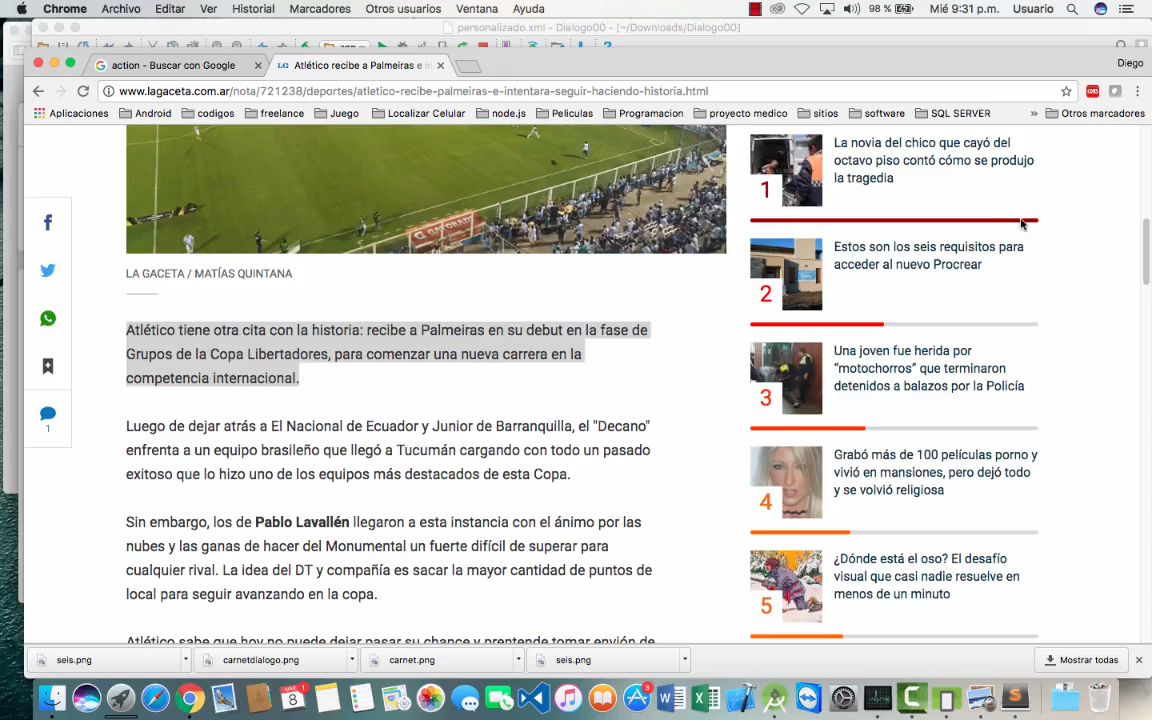 Chrome Archivo Editar Ver Historial Marcadores Otros usuarios Ventana Ayuda 98 % Mié 9:31 p.m. Usuario
personalizado.xml - Dialogo00 - [~/Downloads/Dialogo00]
action - Buscar con Google Atlético recibe a Palmeiras e i Diego
www.lagaceta.com.ar/nota/721238/deportes/atletico-recibe-palmeiras-e-intentara-seguir-haciendo-historia.html
Aplicaciones Android codigos freelance Juego Localizar Celular node.js Peliculas Programacion proyecto medico sitios software SQL SERVER » Otros marcadores
LA GACETA / MATÍAS QUINTANA
Atlético tiene otra cita con la historia: recibe a Palmeiras en su debut en la fase de
Grupos de la Copa Libertadores, para comenzar una nueva carrera en la
competencia internacional.
Luego de dejar atrás a El Nacional de Ecuador y Junior de Barranquilla, el "Decano"
enfrenta a un equipo brasileño que llegó a Tucumán cargando con todo un pasado
exitoso que lo hizo uno de los equipos más destacados de esta Copa.
Sin embargo, los de Pablo Lavallén llegaron a esta instancia con el ánimo por las
nubes y las ganas de hacer del Monumental un fuerte difícil de superar para
cualquier rival. La idea del DT y compañía es sacar la mayor cantidad de puntos de
local para seguir avanzando en la copa.
Atlético sabe que hoy no puede dejar pasar su chance y pretende tomar envión de
1
La novia del chico que cayó del
octavo piso contó cómo se produjo
la tragedia
1
Estos son los seis requisitos para
acceder al nuevo Procrear
2
Una joven fue herida por
“motochorros” que terminaron
detenidos a balazos por la Policía
3
Grabó más de 100 películas porno y
vivió en mansiones, pero dejó todo
y se volvió religiosa
4
¿Dónde está el oso? El desafío
visual que casi nadie resuelve en
menos de un minuto
5
seis.png carnetdialogo.png carnet.png seis.png Mostrar todas